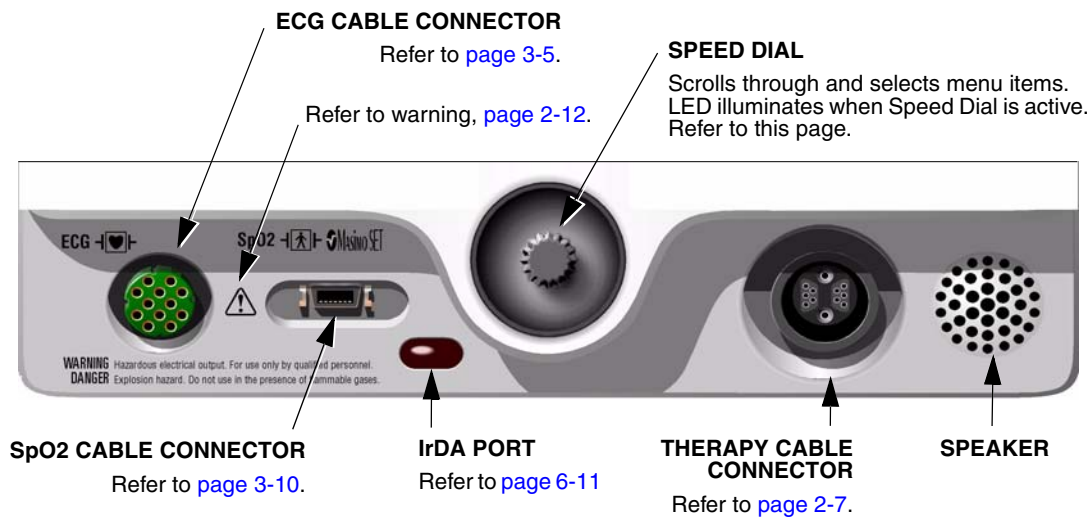 ECG CABLE CONNECTOR
Refer to page 3-5.
Refer to warning, page 2-12.
SPEED DIAL
Scrolls through and selects menu items.
LED illuminates when Speed Dial is active.
Refer to this page.
ECG
SpO2 Masimo SET
WARNING Hazardous electrical output. For use only by qualified personnel.
DANGER Explosion hazard. Do not use in the presence of flammable gases.
SpO2 CABLE CONNECTOR
Refer to page 3-10.
IrDA PORT
Refer to page 6-11
THERAPY CABLE
CONNECTOR
Refer to page 2-7.
SPEAKER